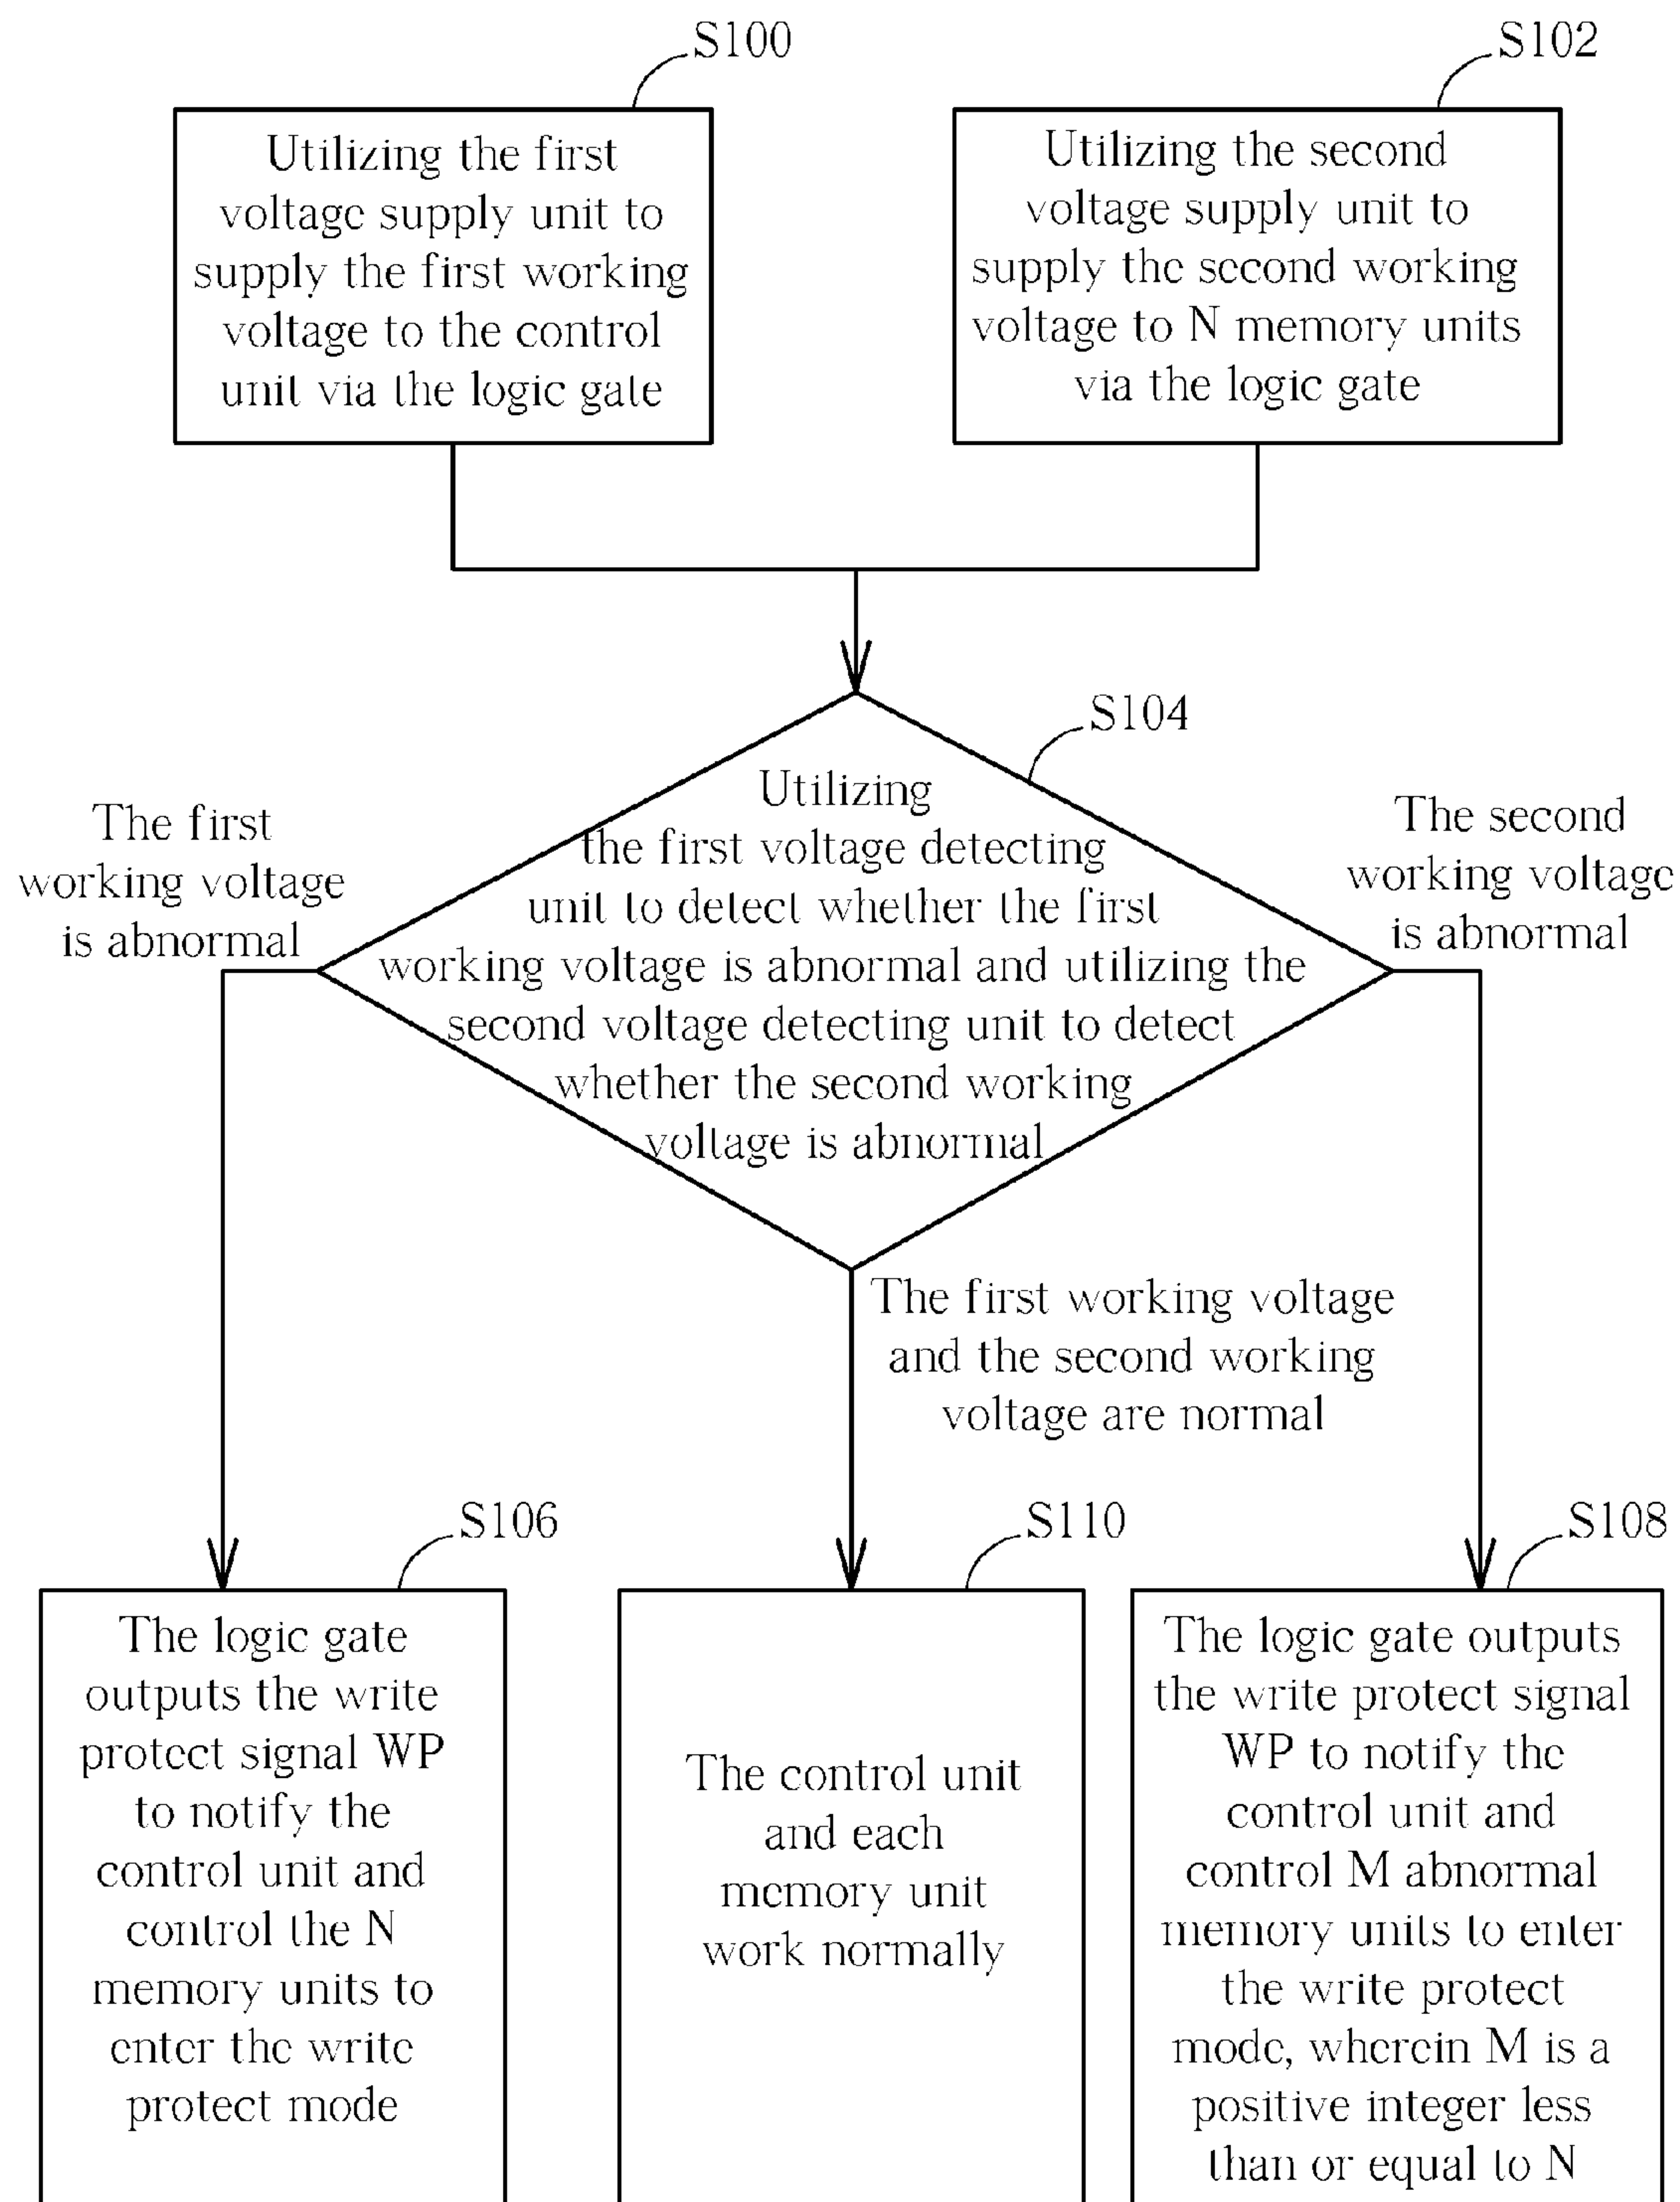 S100
Utilizing the first
voltage supply unit to
supply the first working
voltage to the control
unit via the logic gate
S102
Utilizing the second
voltage supply unit to
supply the second working
voltage to N memory units
via the logic gate
S104
Utilizing
the first voltage detecting
unit to detect whether the first
working voltage is abnormal and utilizing the
second voltage detecting unit to detect
whether the second working
voltage is abnormal
The first
working voltage
is abnormal
The second
working voltage
is abnormal
The first working voltage
and the second working
voltage are normal
S106
The logic gate
outputs the write
protect signal WP
to notify the
control unit and
control the N
memory units to
enter the write
protect mode
S110
The control unit
and each
memory unit
work normally
S108
The logic gate outputs
the write protect signal
WP to notify the
control unit and
control M abnormal
memory units to enter
the write protect
mode, wherein M is a
positive integer less
than or equal to N